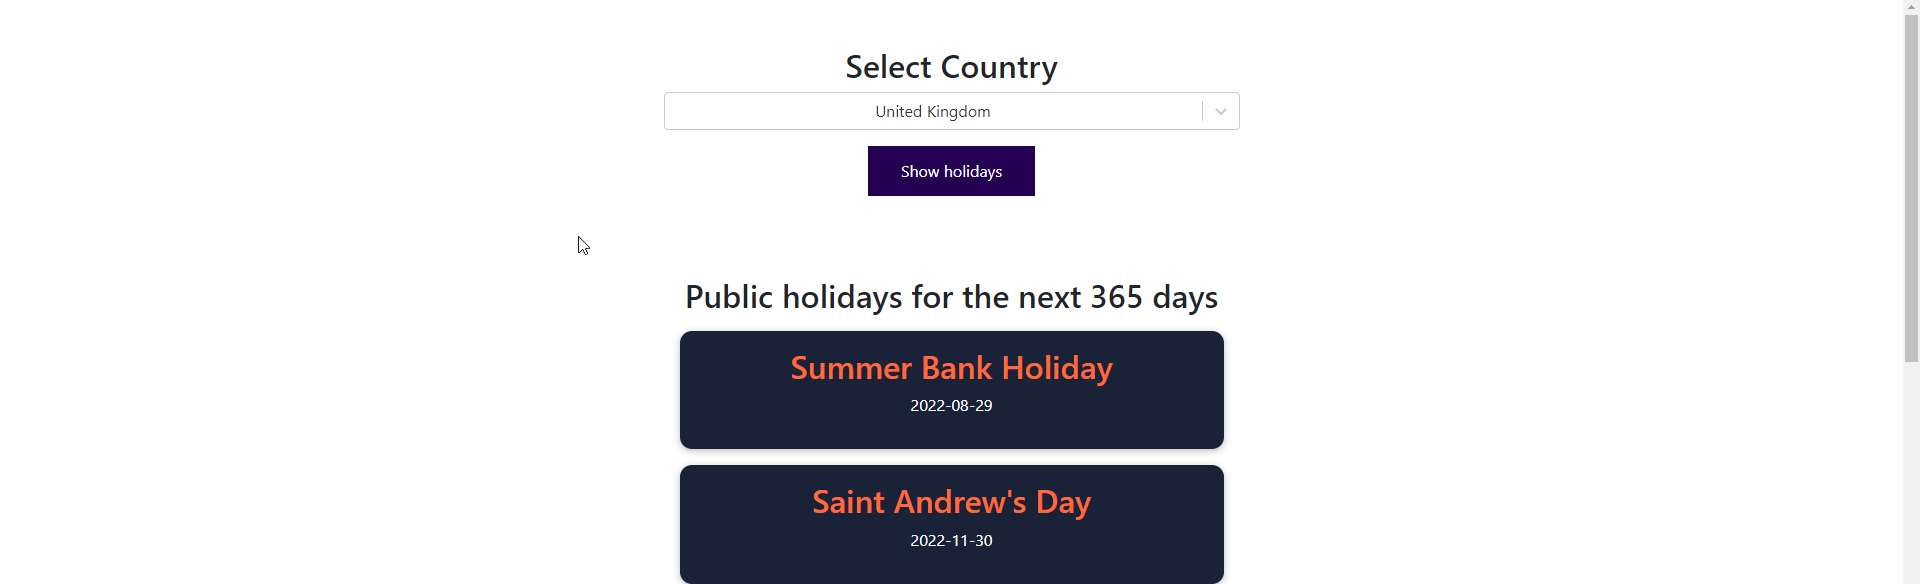 Select Country
United Kingdom
Show holidays
Public holidays for the next 365 days
Summer Bank Holiday
2022-08-29
Saint Andrew's Day
2022-11-30